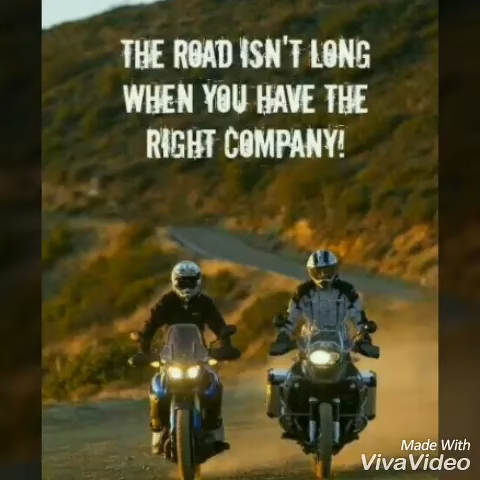 THE ROAD ISN'T LONG
WHEN YOU HAVE THE
RIGHT COMPANY!
Made With
VivaVideo